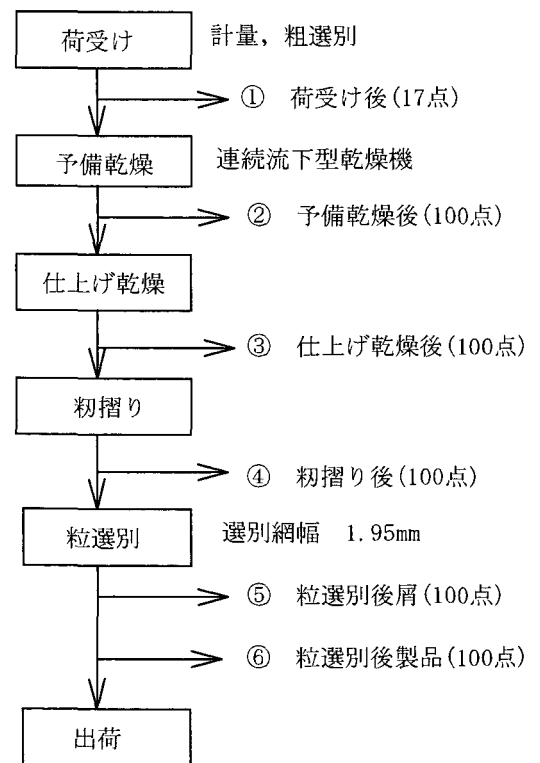 荷受け 計量，粗選別
① 荷受け後(17点)
予備乾燥 連続流下型乾燥機
② 予備乾燥後(100点)
仕上げ乾燥
③ 仕上げ乾燥後(100点)
籾摺り
④ 籾摺り後(100点)
粒選別 選別網幅 1.95mm
⑤ 粒選別後屑(100点)
⑥ 粒選別後製品(100点)
出荷